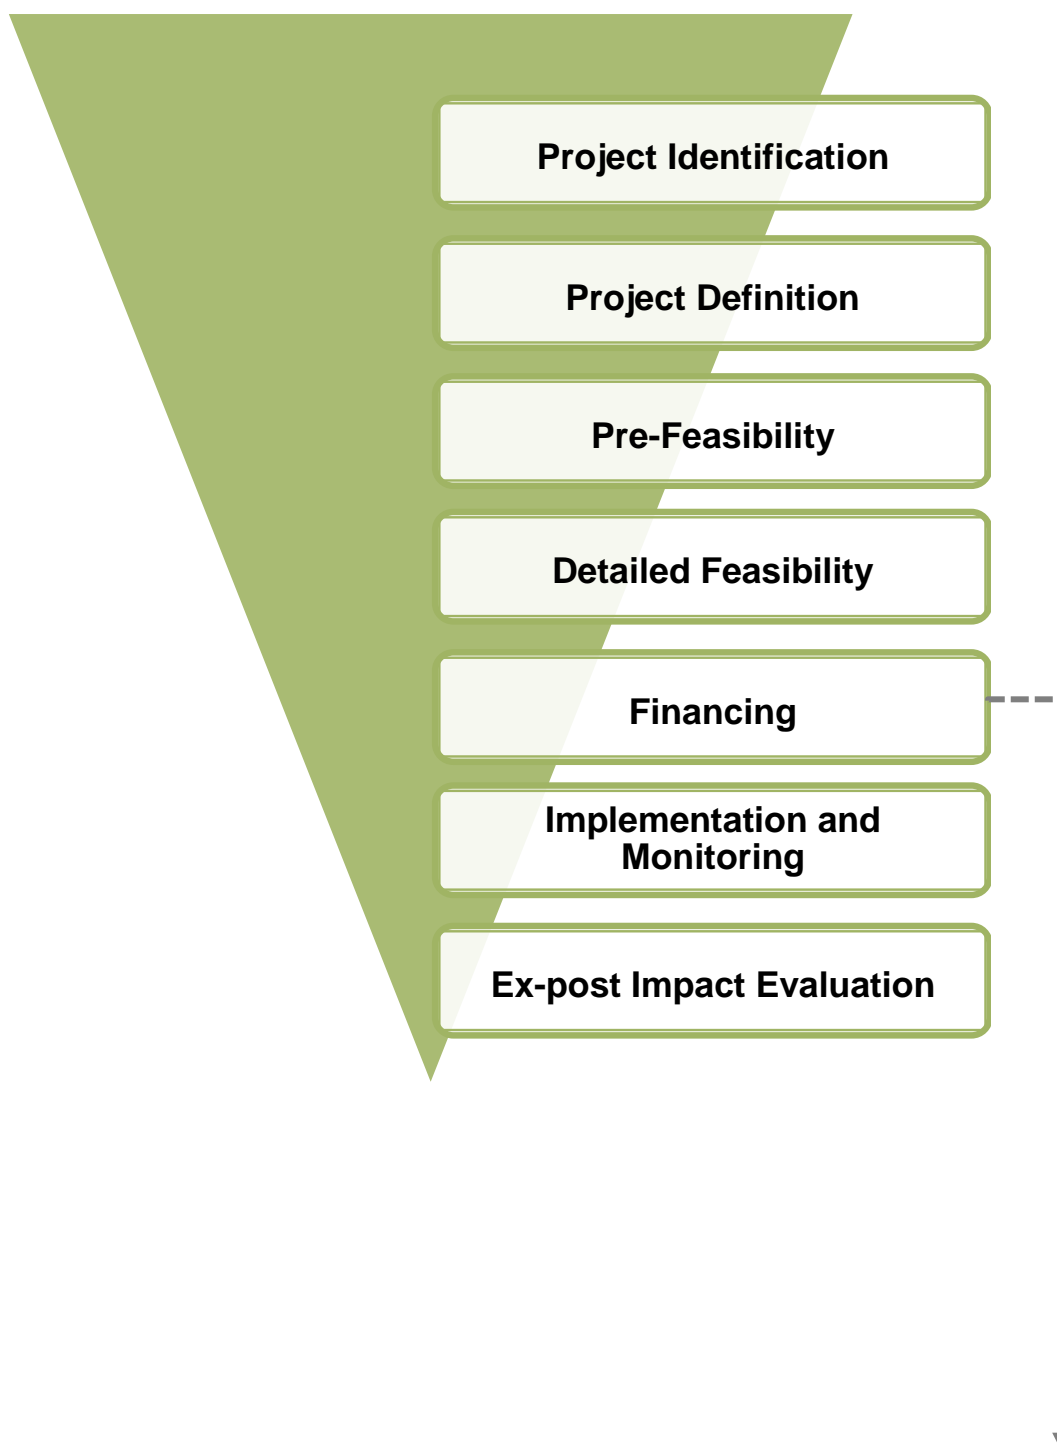 Project Identification
Project Definition
Pre-Feasibility
Detailed Feasibility
Financing
Implementation and
Monitoring
Ex-post Impact Evaluation